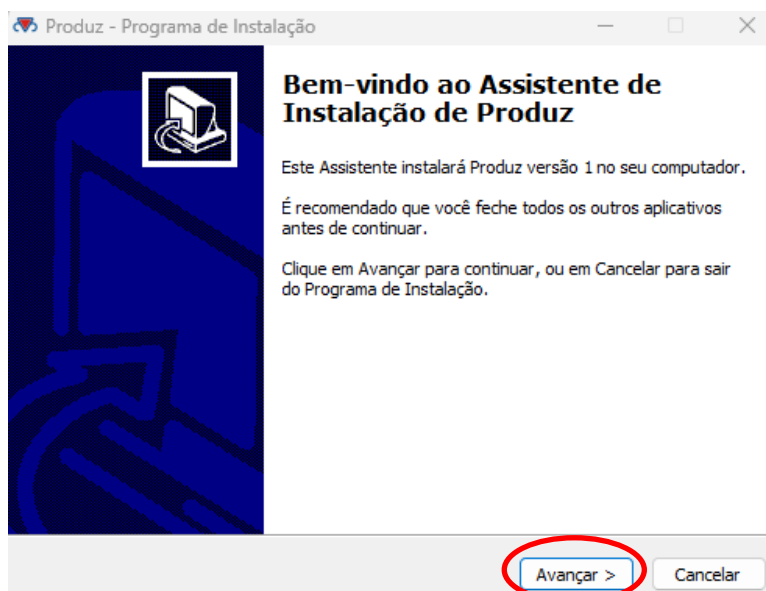 Produz - Programa de Instalação
Bem-vindo ao Assistente de
Instalação de Produz
Este Assistente instalará Produz versão 1 no seu computador.
É recomendado que você feche todos os outros aplicativos
antes de continuar.
Clique em Avançar para continuar, ou em Cancelar para sair
do Programa de Instalação.
Avançar > Cancelar